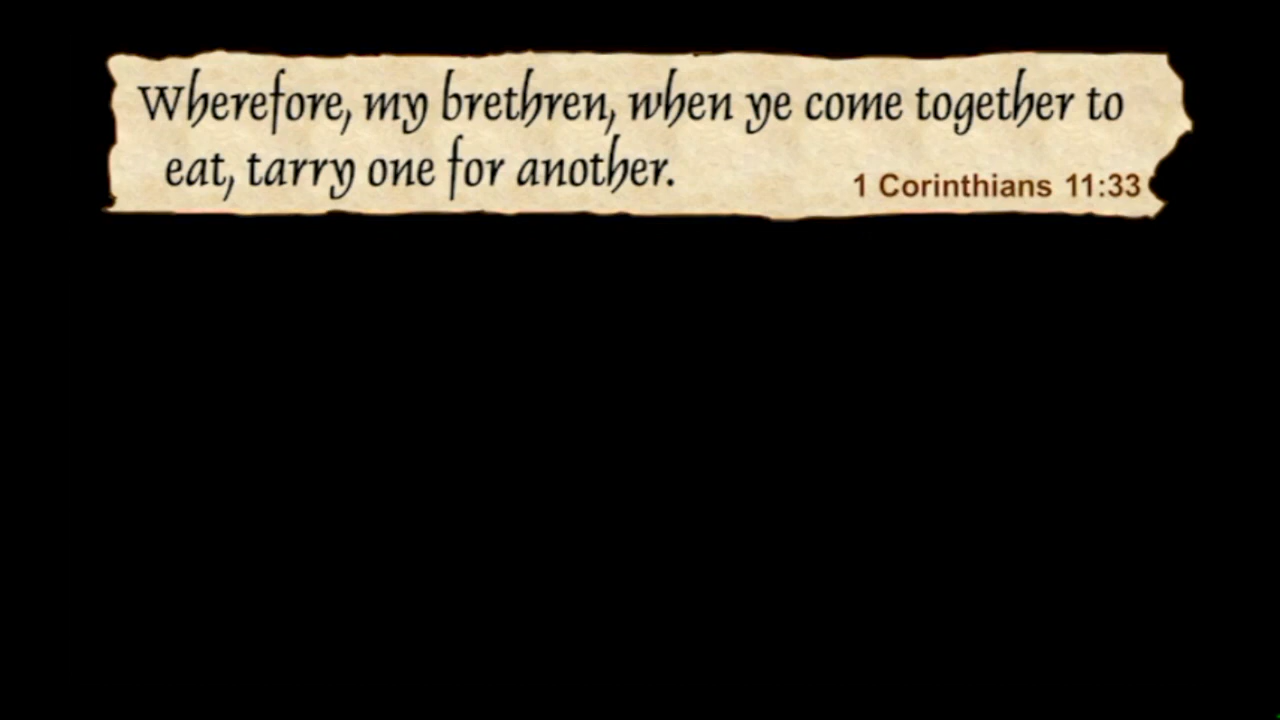 Wherefore, my brethren, when ye come together to
eat, tarry one for another.
1 Corinthians 11:33